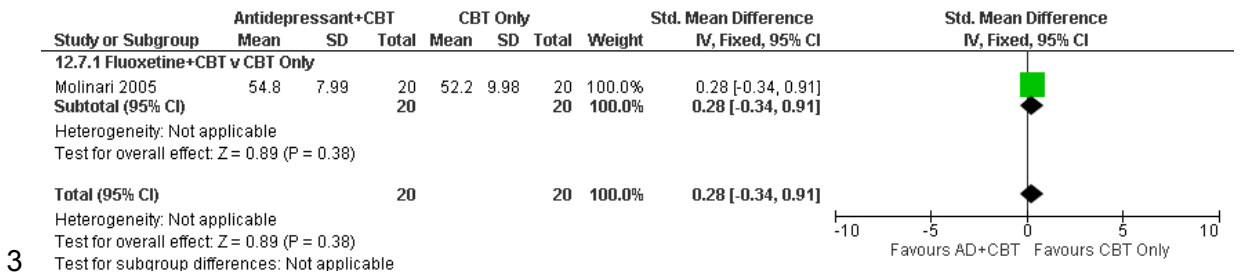 Antidepressant+CBT CBT Only Std. Mean Difference Std. Mean Difference
Study or Subgroup Mean SD Total Mean SD Total Weight IV, Fixed, 95% CI IV, Fixed, 95% CI
12.7.1 Fluoxetine+CBT v CBT Only
Molinari 2005 54.8 7.99 20 52.2 9.98 20 100.0% 0.28 [-0.34, 0.91]
Subtotal (95% CI) 20 20 100.0% 0.28 [-0.34, 0.91]
Heterogeneity: Not applicable
Test for overall effect: Z = 0.89 (P = 0.38)
Total (95% CI) 20 20 100.0% 0.28 [-0.34, 0.91]
Heterogeneity: Not applicable
-10 -5 0 5 10
Test for overall effect: Z = 0.89 (P = 0.38)
Favours AD+CBT Favours CBT Only
3 Test for subgroup differences: Not applicable